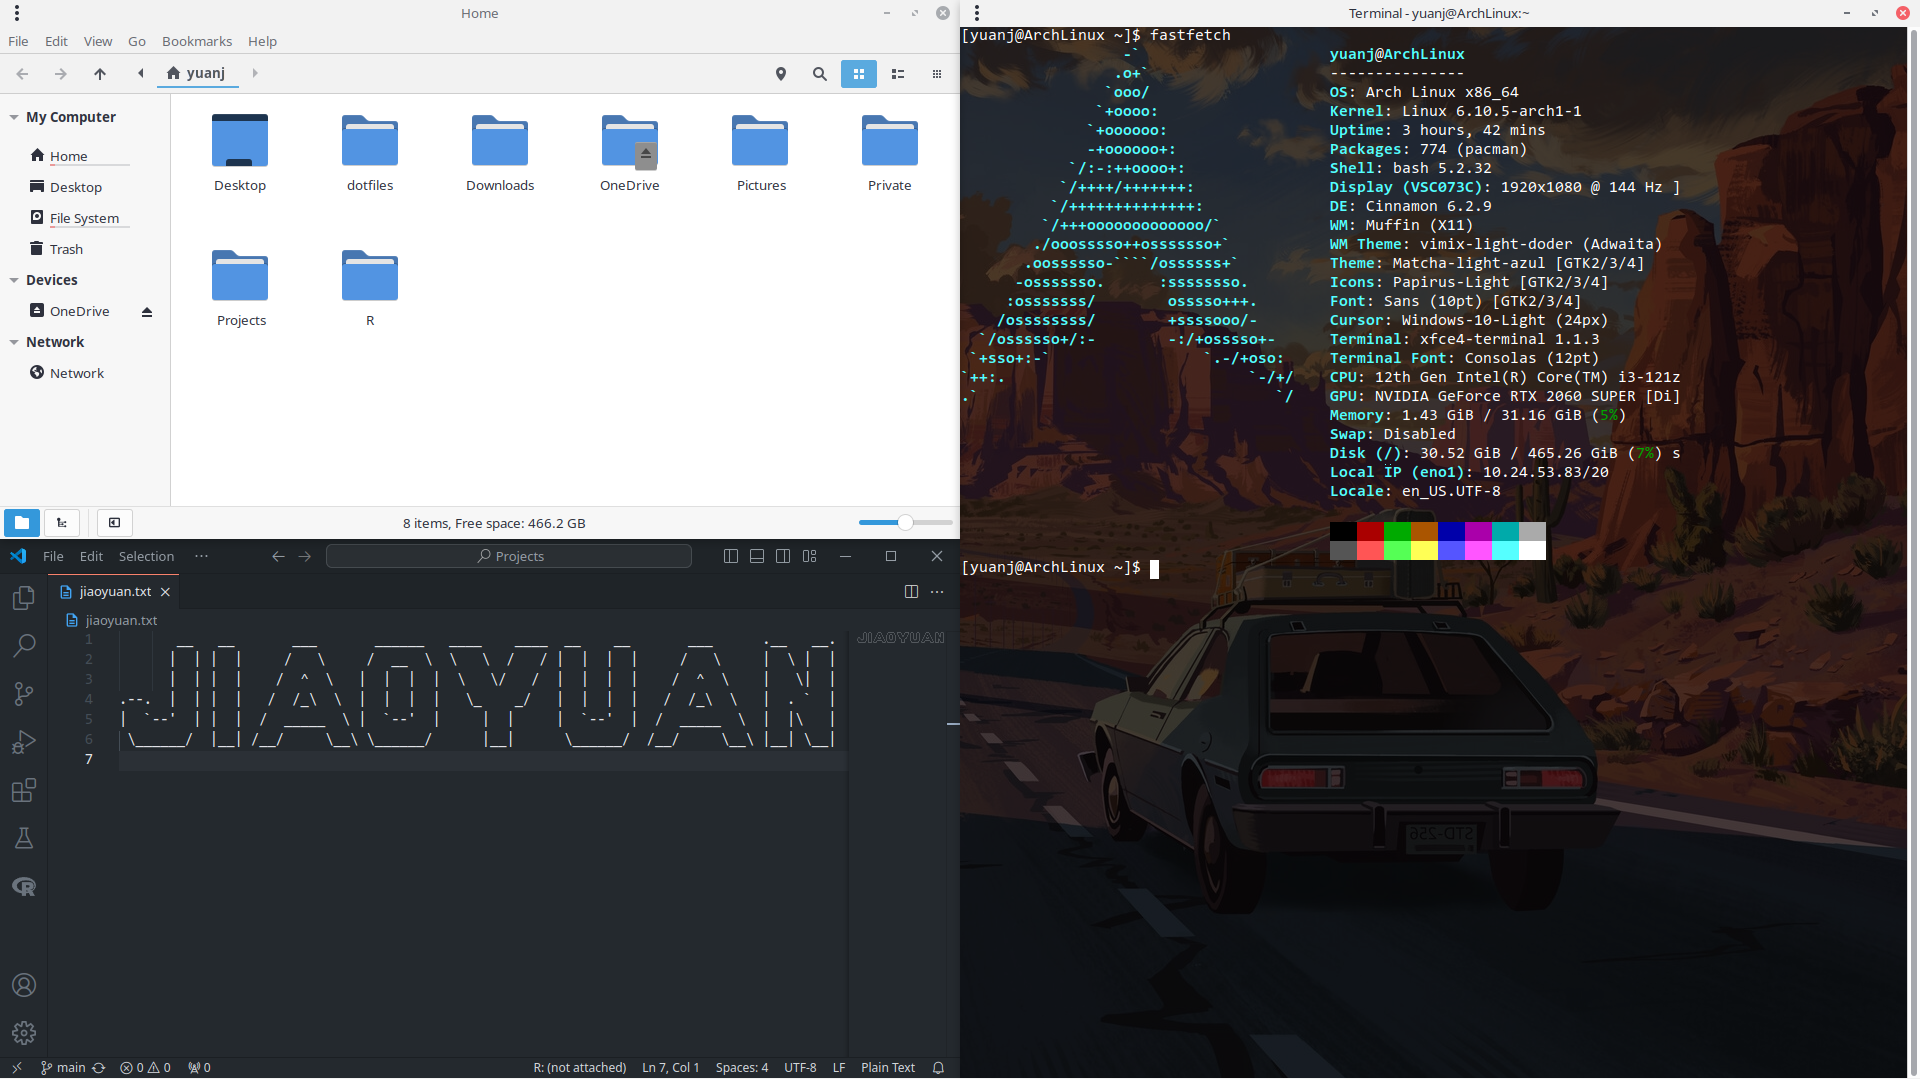 Home
File Edit View Go Bookmarks Help
yuanj
My Computer
Home
Desktop
File System
Trash
Devices
OneDrive
Network
Network
Desktop dotfiles Downloads OneDrive Pictures Private
Projects R
8 items, Free space: 466.2 GB
File Edit Selection ··· Projects
jiaoyuan.txt
jiaoyuan.txt
1
2
3
4
5
6
7
JIAOYUAN
JIAOYUAN
main 0 0 0 R: (not attached) Ln 7, Col 1 Spaces: 4 UTF-8 LF Plain Text
Terminal - yuanj@ArchLinux:~
[yuanj@ArchLinux ~]$ fastfetch
yuanj@ArchLinux
---------------
OS: Arch Linux x86_64
Kernel: Linux 6.10.5-arch1-1
Uptime: 3 hours, 42 mins
Packages: 774 (pacman)
Shell: bash 5.2.32
Display (VSC073C): 1920x1080 @ 144 Hz ]
DE: Cinnamon 6.2.9
WM: Muffin (X11)
WM Theme: vimix-light-doder (Adwaita)
Theme: Matcha-light-azul [GTK2/3/4]
Icons: Papirus-Light [GTK2/3/4]
Font: Sans (10pt) [GTK2/3/4]
Cursor: Windows-10-Light (24px)
Terminal: xfce4-terminal 1.1.3
Terminal Font: Consolas (12pt)
CPU: 12th Gen Intel(R) Core(TM) i3-121z
GPU: NVIDIA GeForce RTX 2060 SUPER [Di]
Memory: 1.43 GiB / 31.16 GiB (5%)
Swap: Disabled
Disk (/): 30.52 GiB / 465.26 GiB (7%) s
Local IP (eno1): 10.24.53.83/20
Locale: en_US.UTF-8
[yuanj@ArchLinux ~]$